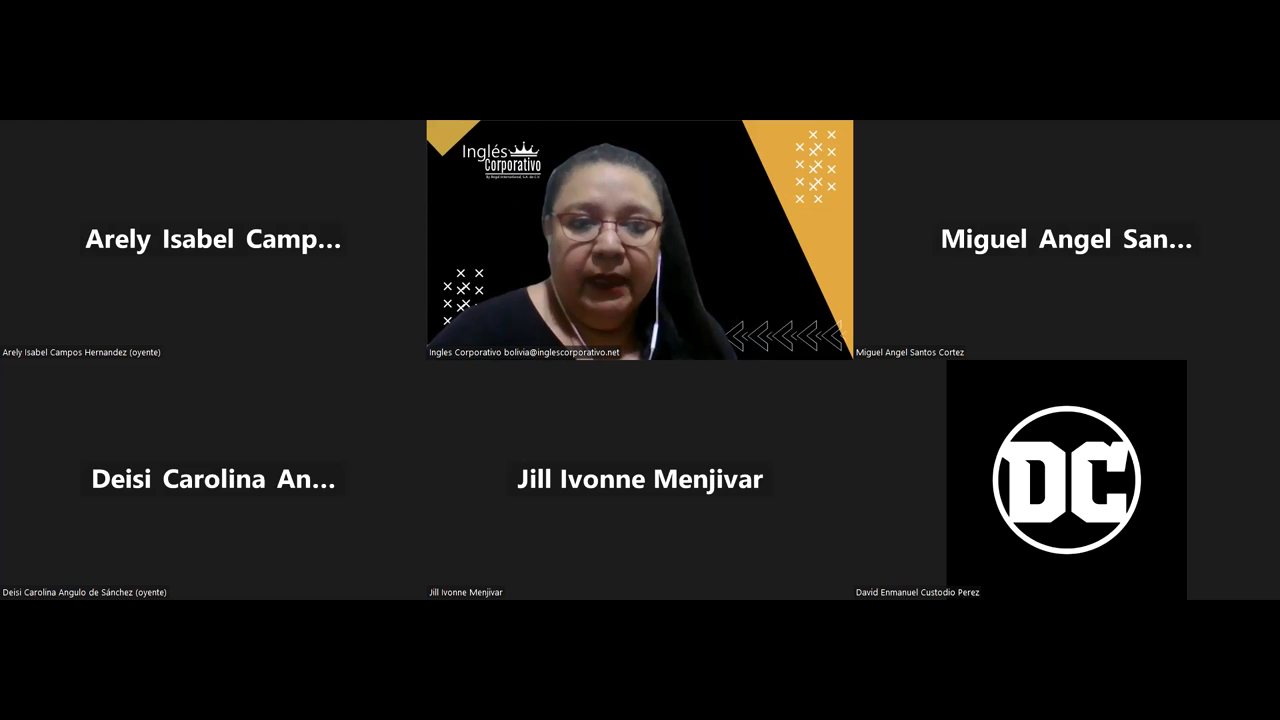 Arely Isabel Camp...
Arely Isabel Campos Hernandez (oyente)
Inglés
Corporativo
Ingles Corporativo bolivia@inglescorporativo.net
Miguel Angel San...
Miguel Angel Santos Cortez
Deisi Carolina An...
Deisi Carolina Angulo de Sánchez (oyente)
Jill Ivonne Menjivar
Jill Ivonne Menjivar
DC
David Enmanuel Custodio Perez